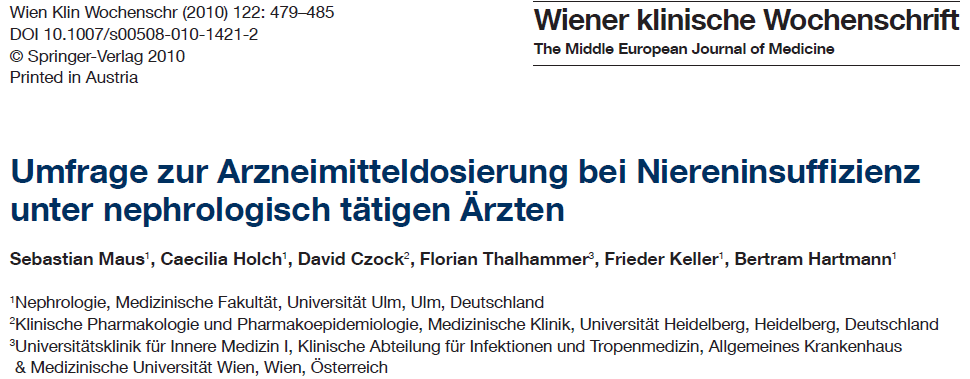 Wien Klin Wochenschr (2010) 122: 479–485
DOI 10.1007/s00508-010-1421-2
© Springer-Verlag 2010
Printed in Austria
Wiener klinische Wochenschrift
The Middle European Journal of Medicine
Umfrage zur Arzneimitteldosierung bei Niereninsuffizienz
unter nephrologisch tätigen Ärzten
Sebastian Maus¹, Caecilia Holch¹, David Czock², Florian Thalhammer³, Frieder Keller¹, Bertram Hartmann¹
¹Nephrologie, Medizinische Fakultät, Universität Ulm, Ulm, Deutschland
²Klinische Pharmakologie und Pharmakoepidemiologie, Medizinische Klinik, Universität Heidelberg, Heidelberg, Deutschland
³Universitätsklinik für Innere Medizin I, Klinische Abteilung für Infektionen und Tropenmedizin, Allgemeines Krankenhaus
& Medizinische Universität Wien, Wien, Österreich